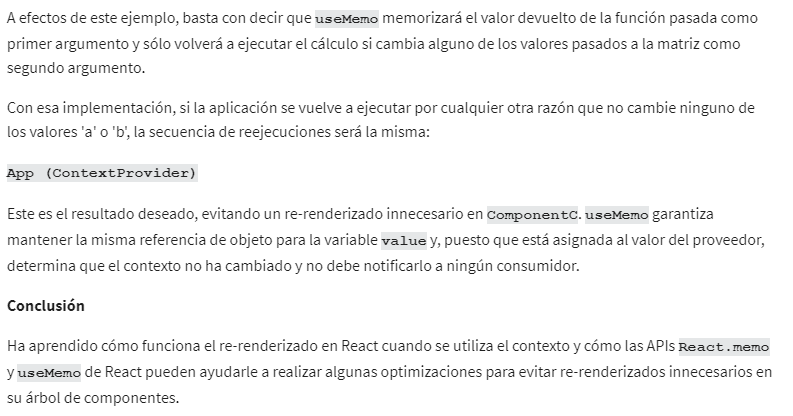 A efectos de este ejemplo, basta con decir que useMemo memorizará el valor devuelto de la función pasada como
primer argumento y sólo volverá a ejecutar el cálculo si cambia alguno de los valores pasados a la matriz como
segundo argumento.
Con esa implementación, si la aplicación se vuelve a ejecutar por cualquier otra razón que no cambie ninguno de
los valores 'a' o 'b', la secuencia de reejecuciones será la misma:
App (ContextProvider)
Este es el resultado deseado, evitando un re-renderizado innecesario en ComponentC. useMemo garantiza
mantener la misma referencia de objeto para la variable value y, puesto que está asignada al valor del proveedor,
determina que el contexto no ha cambiado y no debe notificarlo a ningún consumidor.
Conclusión
Ha aprendido cómo funciona el re-renderizado en React cuando se utiliza el contexto y cómo las APIs React.memo
y useMemo de React pueden ayudarle a realizar algunas optimizaciones para evitar re-renderizados innecesarios en
su árbol de componentes.